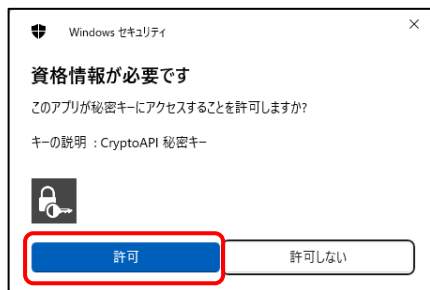 Windows セキュリティ
資格情報が必要です
このアプリが秘密キーにアクセスすることを許可しますか?
キーの説明 : CryptoAPI 秘密キー
許可
許可しない